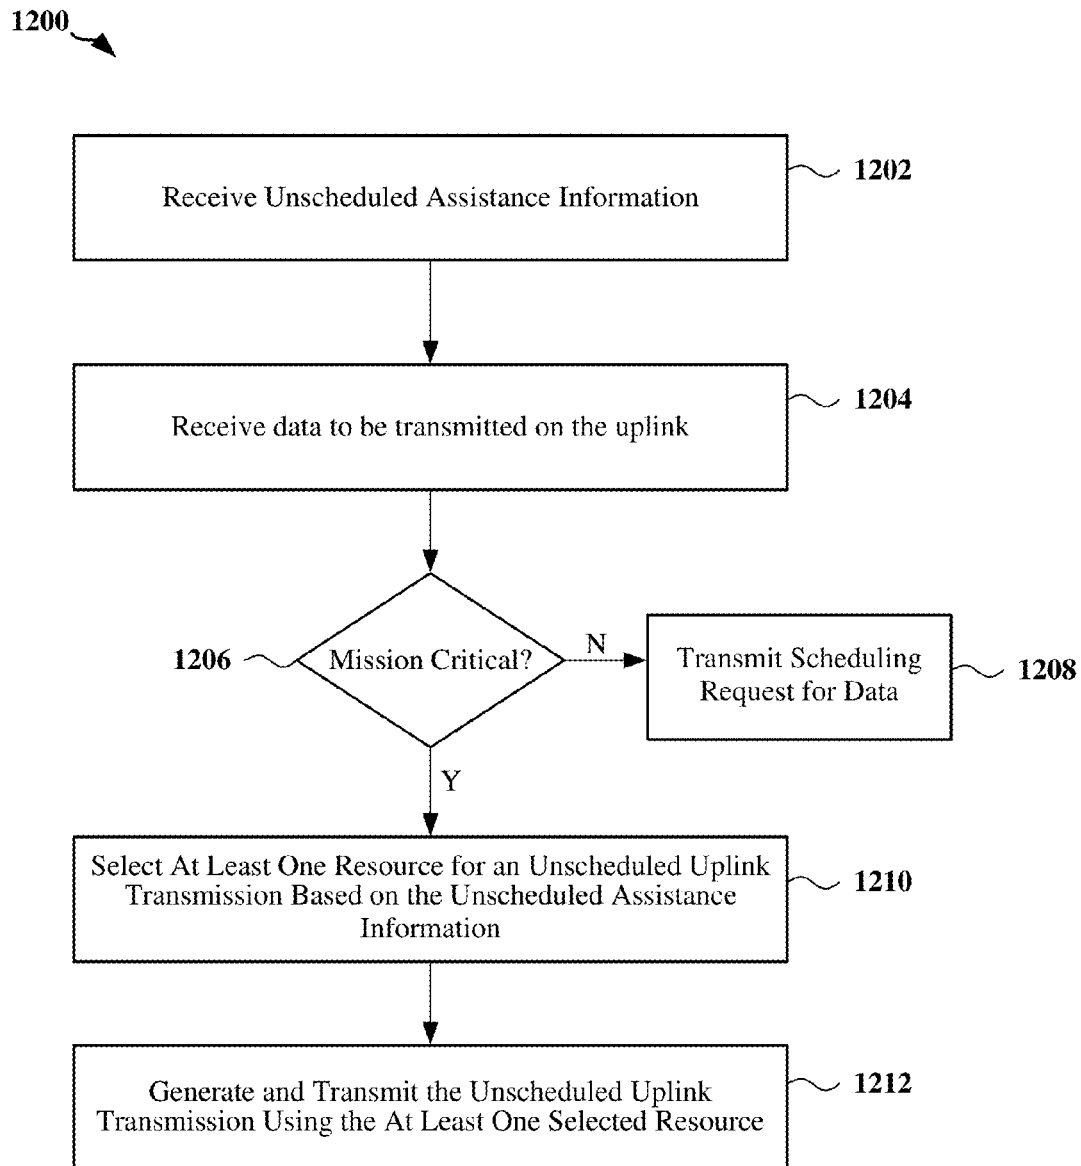 1200
Receive Unscheduled Assistance Information
1202
Receive data to be transmitted on the uplink
1204
1206
Mission Critical?
N
Transmit Scheduling
Request for Data
1208
Y
Select At Least One Resource for an Unscheduled Uplink
Transmission Based on the Unscheduled Assistance
Information
1210
Generate and Transmit the Unscheduled Uplink
Transmission Using the At Least One Selected Resource
1212